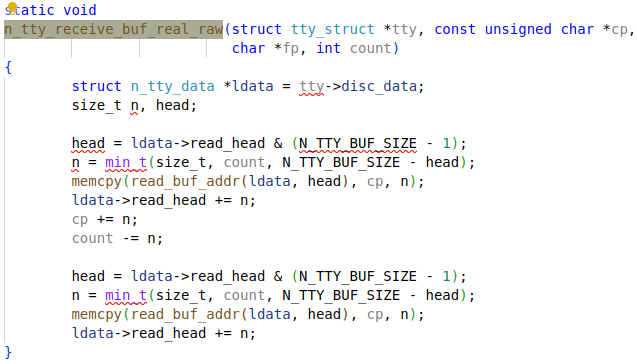 static void
n_tty_receive_buf_real_raw(struct tty_struct *tty, const unsigned char *cp,
                           char *fp, int count)
{
        struct n_tty_data *ldata = tty->disc_data;
        size_t n, head;

        head = ldata->read_head & (N_TTY_BUF_SIZE - 1);
        n = min_t(size_t, count, N_TTY_BUF_SIZE - head);
        memcpy(read_buf_addr(ldata, head), cp, n);
        ldata->read_head += n;
        cp += n;
        count -= n;

        head = ldata->read_head & (N_TTY_BUF_SIZE - 1);
        n = min_t(size_t, count, N_TTY_BUF_SIZE - head);
        memcpy(read_buf_addr(ldata, head), cp, n);
        ldata->read_head += n;
}